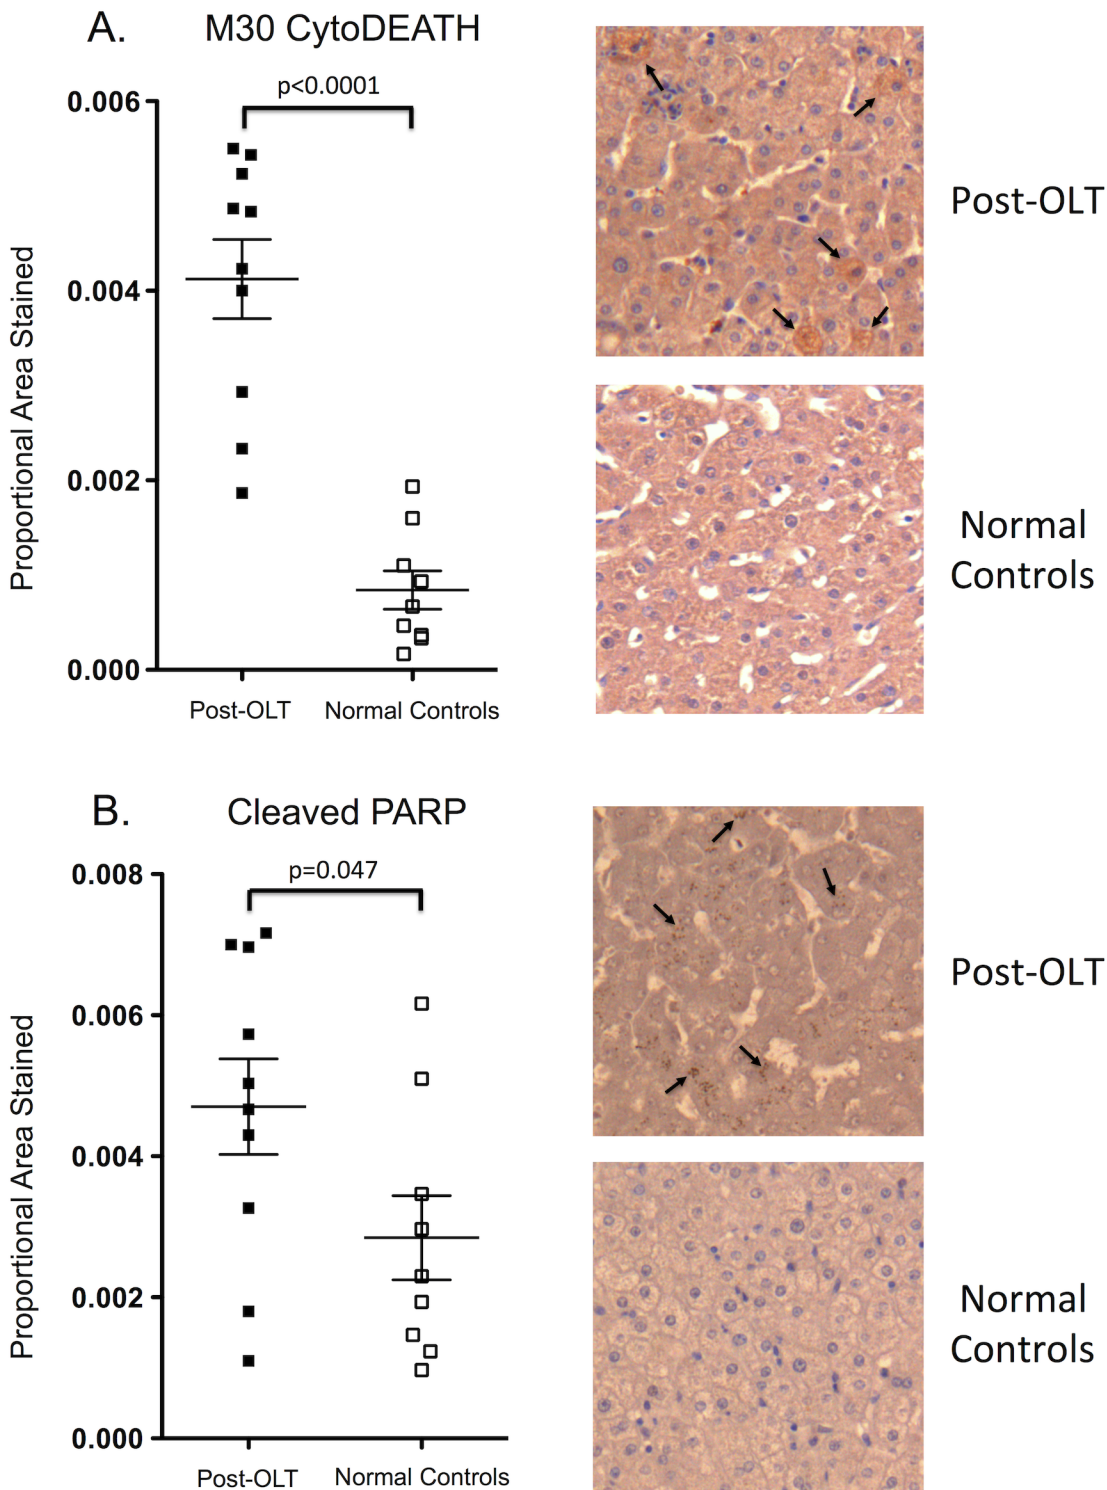 A.
M30 CytoDEATH
p<0.0001
0.006
0.004
0.002
0.000
Proportional Area Stained
Post-OLT
Normal Controls
Post-OLT
Normal
Controls
B.
Cleaved PARP
p=0.047
0.008
0.006
0.004
0.002
0.000
Proportional Area Stained
Post-OLT
Normal Controls
Post-OLT
Normal
Controls